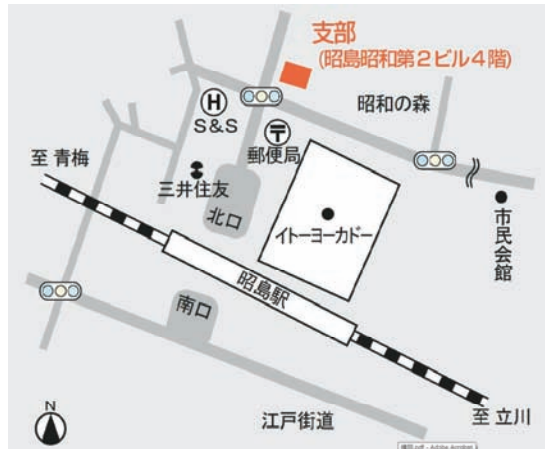 支部
(昭島昭和第2ビル4階)
昭和の森
H
S&S
〒
郵便局
至 青梅
三井住友
北口
イトーヨーカドー
市民会館
昭島駅
南口
江戸街道
至 立川
N